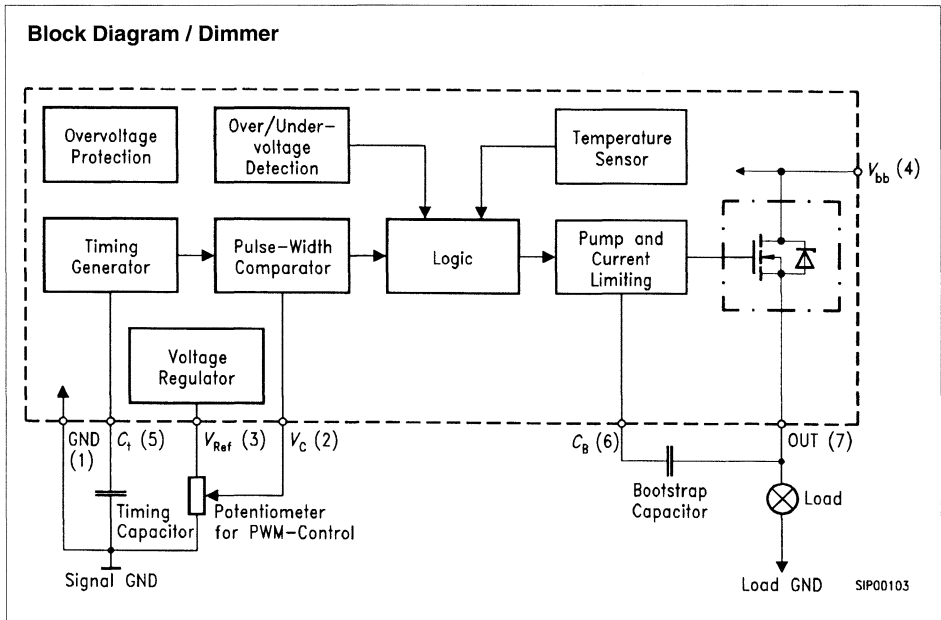 Block Diagram / Dimmer
Overvoltage
Protection
Over/Under-
voltage
Detection
Temperature
Sensor
V_bb (4)
Timing
Generator
Pulse-Width
Comparator
Logic
Pump and
Current
Limiting
Voltage
Regulator
GND
(1)
C_t (5)
V_Ref (3)
V_C (2)
C_B (6)
OUT (7)
Timing
Capacitor
Potentiometer
for PWM-Control
Bootstrap
Capacitor
Load
Signal GND
Load GND
SIP00103